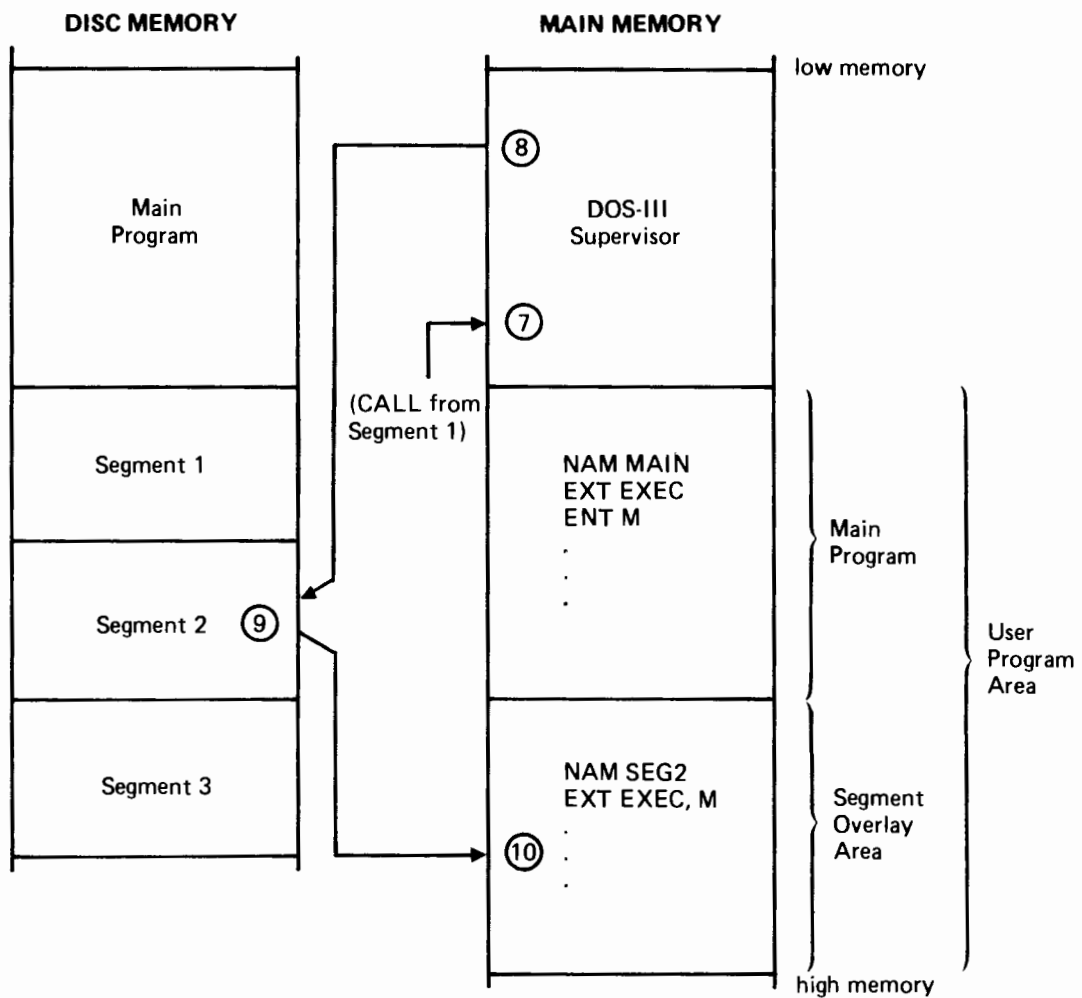 DISC MEMORY
MAIN MEMORY
low memory
8
Main
Program
DOS-III
Supervisor
7
(CALL from
Segment 1)
Segment 1
NAM MAIN
EXT EXEC
ENT M
.
.
.
Main
Program
Segment 2
9
User
Program
Area
Segment 3
NAM SEG2
EXT EXEC, M
.
.
.
10
Segment
Overlay
Area
high memory